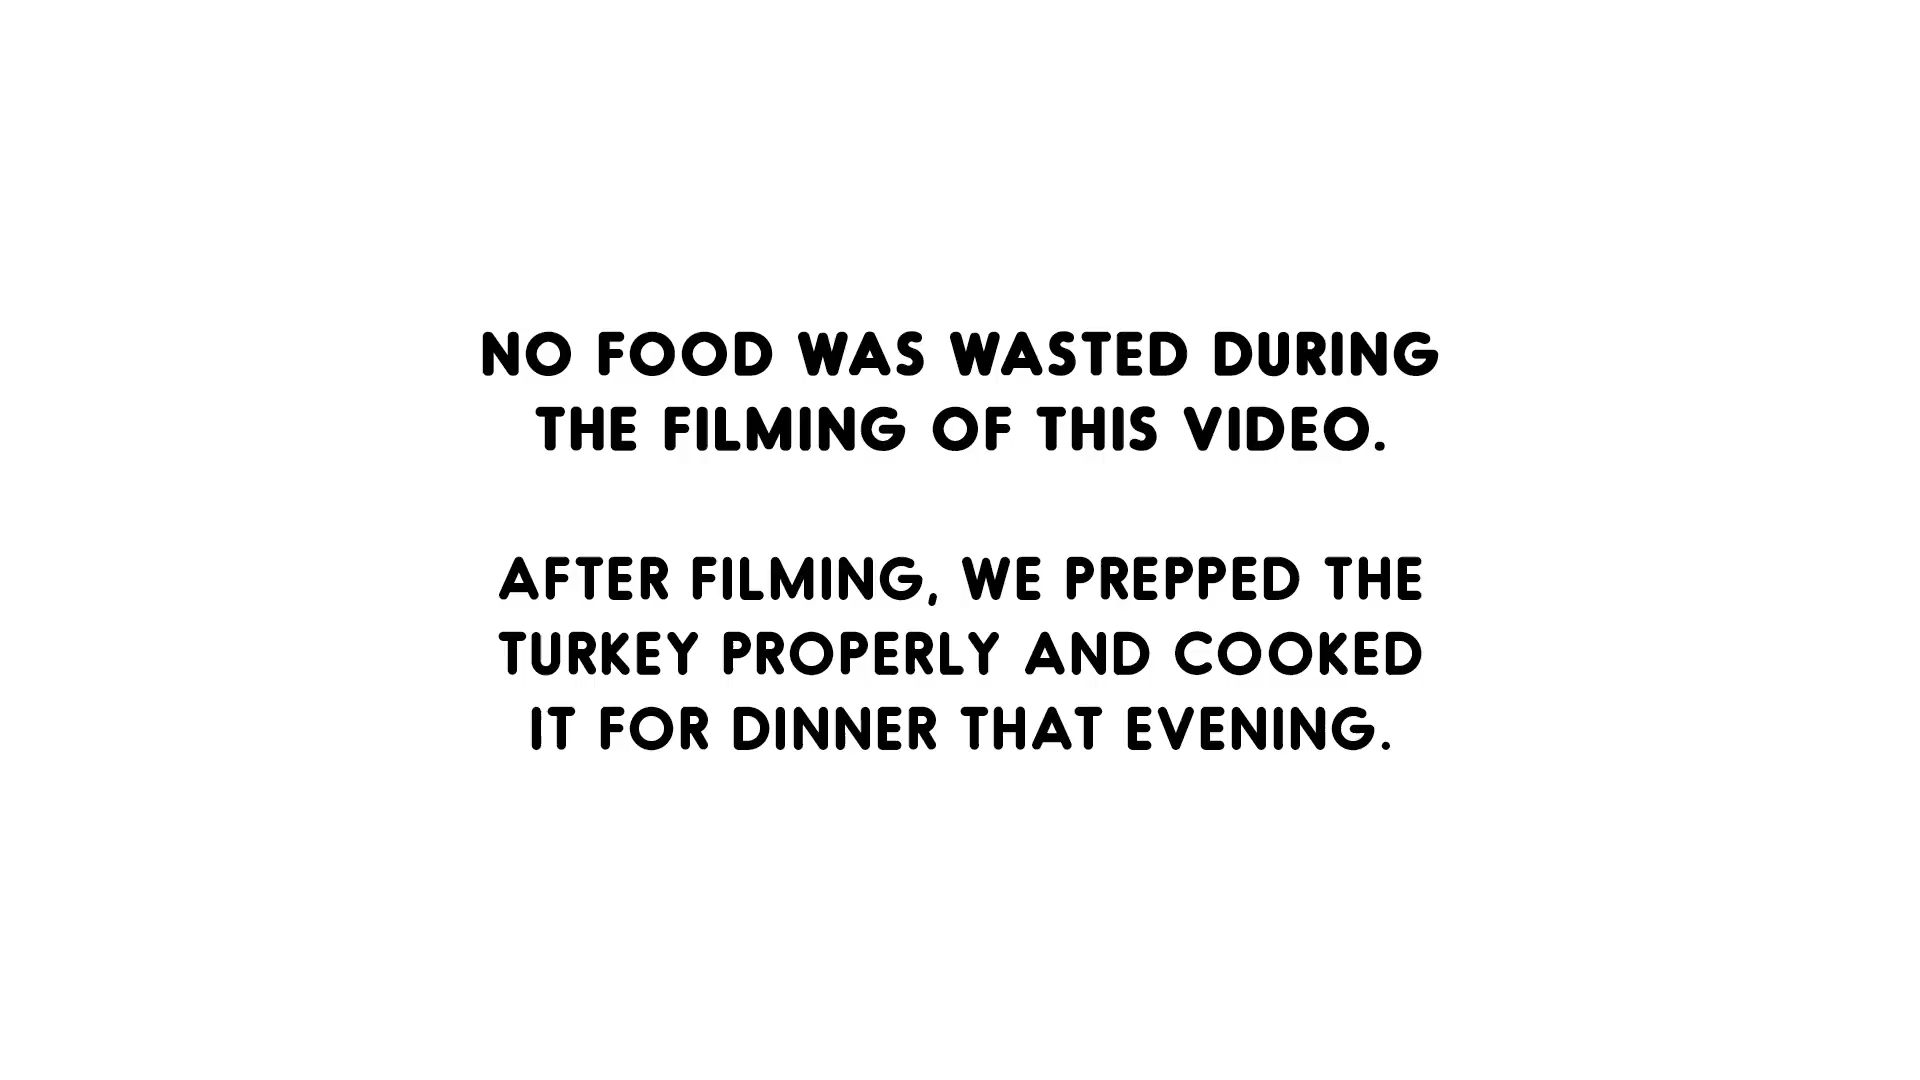 NO FOOD WAS WASTED DURING
THE FILMING OF THIS VIDEO.
AFTER FILMING, WE PREPPED THE
TURKEY PROPERLY AND COOKED
IT FOR DINNER THAT EVENING.